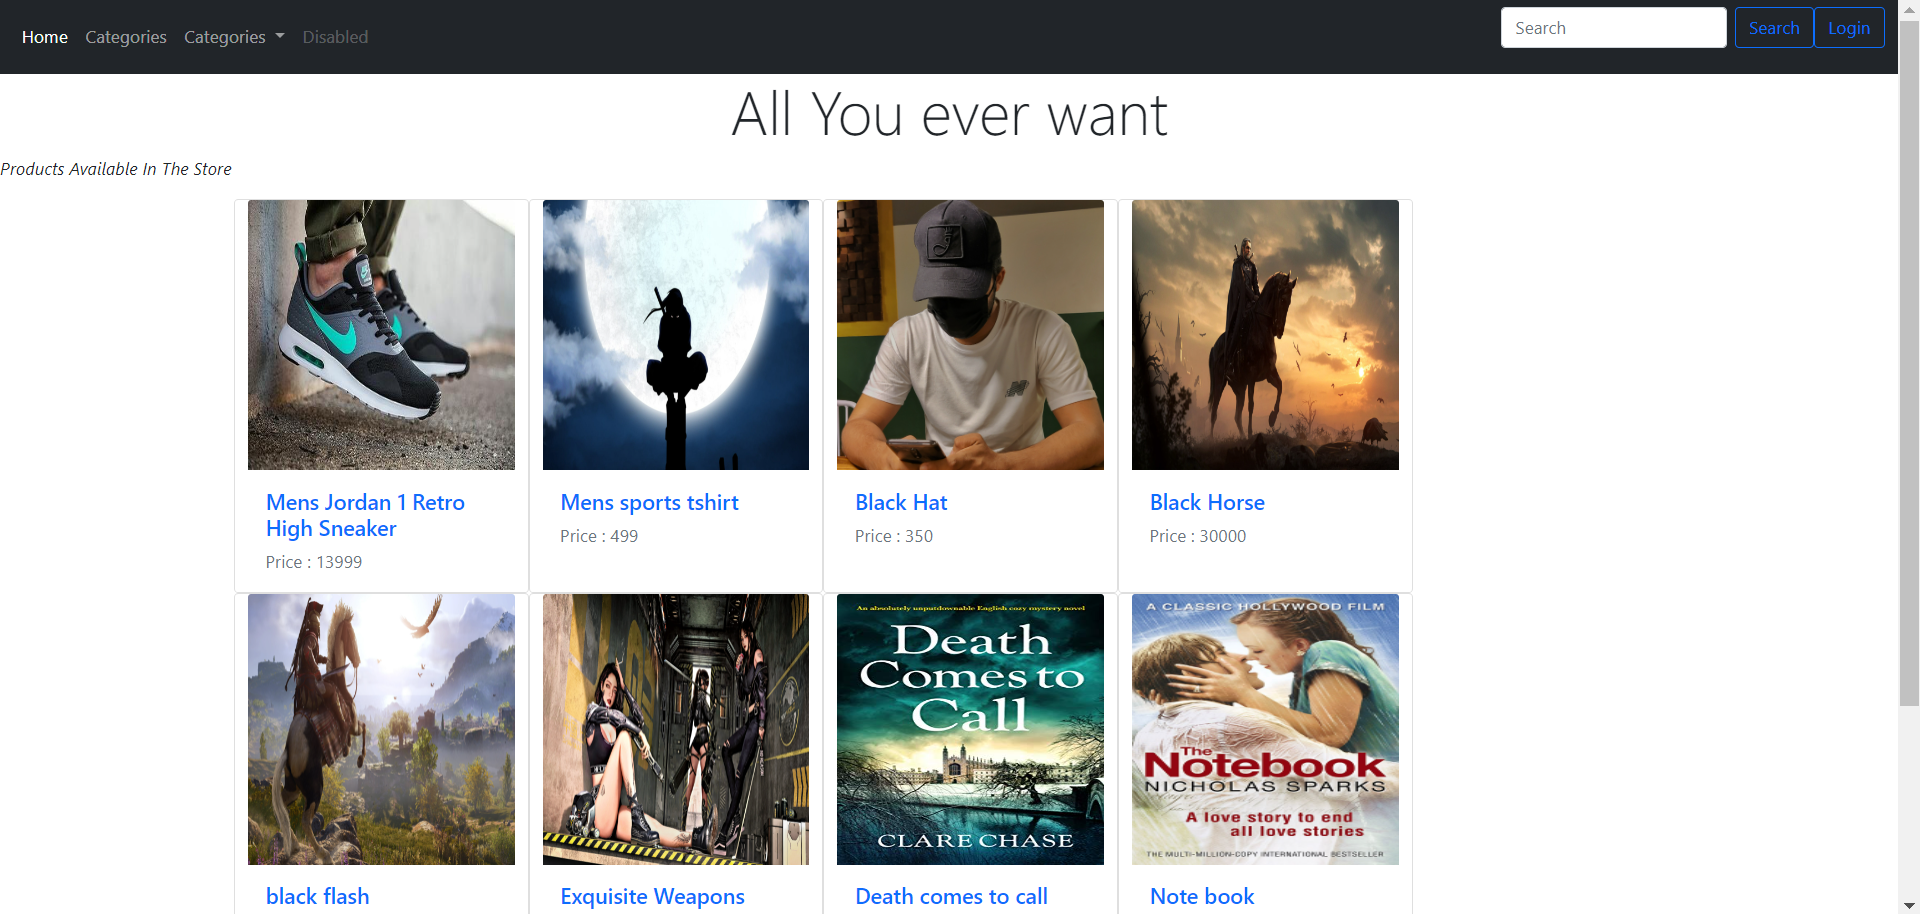 Home Categories Categories Disabled
Search Search Login
All You ever want
Products Available In The Store
Mens Jordan 1 Retro
High Sneaker
Price : 13999
Mens sports tshirt
Price : 499
Black Hat
Price : 350
Black Horse
Price : 30000
black flash
Exquisite Weapons
An absolutely unputdownable English cozy mystery novel
Death
Comes to
Call
CLARE CHASE
Death comes to call
A CLASSIC HOLLYWOOD FILM
The
Notebook
NICHOLAS SPARKS
A love story to end
all love stories
THE MULTI-MILLION-COPY INTERNATIONAL BESTSELLER
Note book